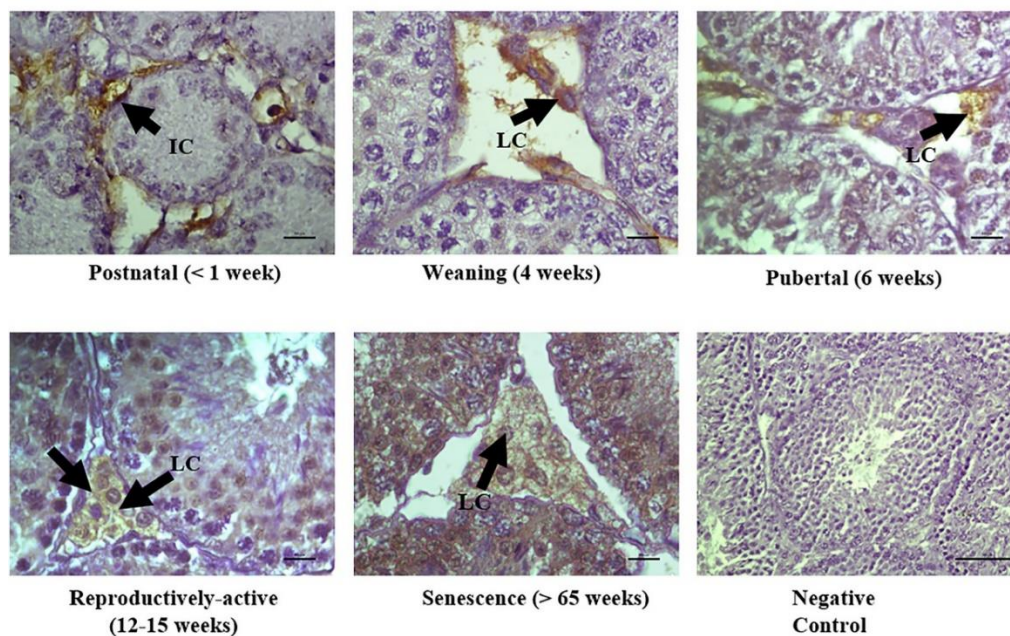 IC
LC
LC
Postnatal (< 1 week)
Weaning (4 weeks)
Pubertal (6 weeks)
LC
LC
Reproductively-active
(12-15 weeks)
Senescence (> 65 weeks)
Negative
Control